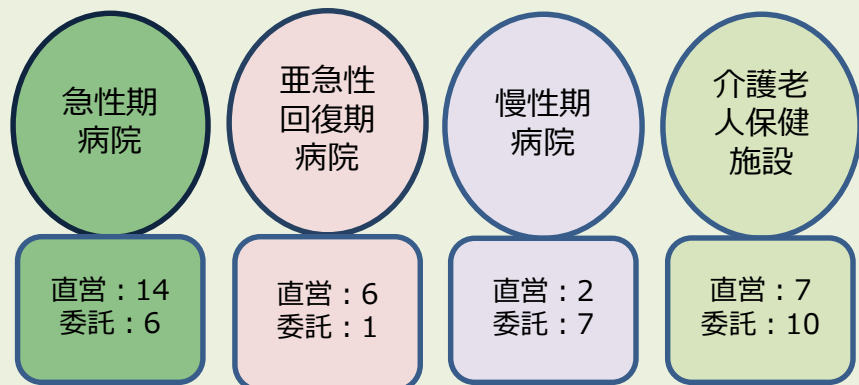 急性期
病院
直営：14
委託：6
亜急性
回復期
病院
直営：6
委託：1
慢性期
病院
直営：2
委託：7
介護老
人保健
施設
直営：7
委託：10